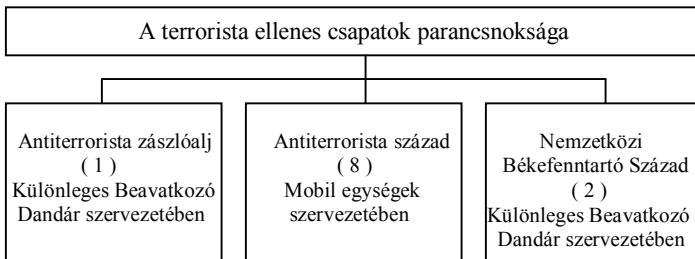 A terrorista ellenes csapatok parancsnoksága
Antiterrorista zászlóalj
( 1 )
Különleges Beavatkozó
Dandár szervezetében
Antiterrorista század
( 8 )
Mobil egységek
szervezetében
Nemzetközi
Békefenntartó Század
( 2 )
Különleges Beavatkozó
Dandár szervezetében